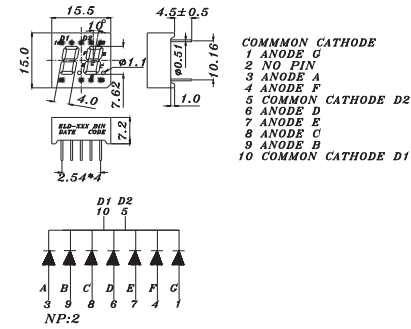 15.5
4.5±0.5
10°
D1 D2
15.0
ϕ1.1
ϕ0.51
10.16
4.0
7.62
1.0
ELD-XXX BIN
DATE CODE
7.2
2.54*4
COMMMON CATHODE
1 ANODE G
2 NO PIN
3 ANODE A
4 ANODE F
5 COMMON CATHODE D2
6 ANODE D
7 ANODE E
8 ANODE C
9 ANODE B
10 COMMON CATHODE D1
D1 D2
10 5
A B C D E F G
3 9 8 6 7 4 1
NP:2